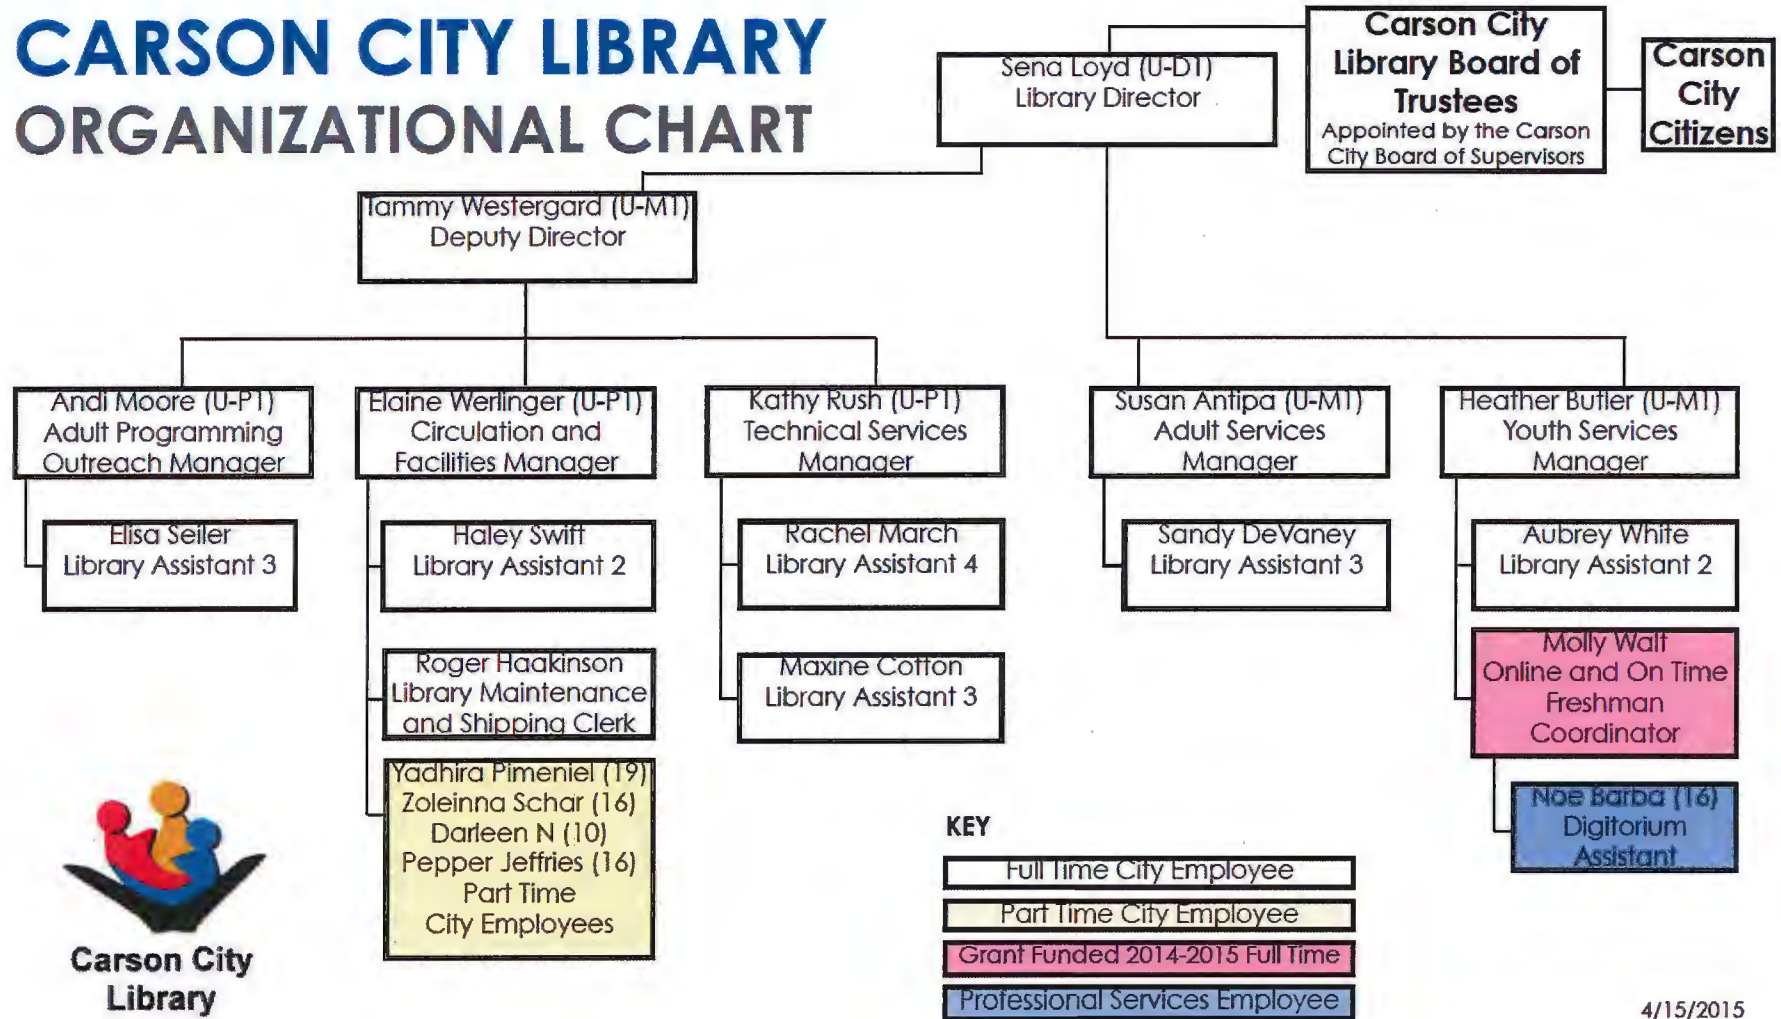 CARSON CITY LIBRARY
ORGANIZATIONAL CHART
Carson City
Library Board of
Trustees
Appointed by the Carson
City Board of Supervisors
Carson
City
Citizens
Sena Loyd (U-D1)
Library Director
Tammy Westergard (U-M1)
Deputy Director
Andi Moore (U-P1)
Adult Programming
Outreach Manager
Elaine Werlinger (U-P1)
Circulation and
Facilities Manager
Kathy Rush (U-P1)
Technical Services
Manager
Susan Antipa (U-M1)
Adult Services
Manager
Heather Butler (U-M1)
Youth Services
Manager
Elisa Seiler
Library Assistant 3
Haley Swift
Library Assistant 2
Rachel March
Library Assistant 4
Sandy DeVaney
Library Assistant 3
Aubrey White
Library Assistant 2
Roger Haakinson
Library Maintenance
and Shipping Clerk
Maxine Cotton
Library Assistant 3
Molly Walt
Online and On Time
Freshman
Coordinator
Yadhira Pimeniel (19)
Zoleinna Schar (16)
Darleen N (10)
Pepper Jeffries (16)
Part Time
City Employees
Noe Barba (16)
Digitorium
Assistant
KEY
Full Time City Employee
Part Time City Employee
Grant Funded 2014-2015 Full Time
Professional Services Employee
Carson City
Library
4/15/2015